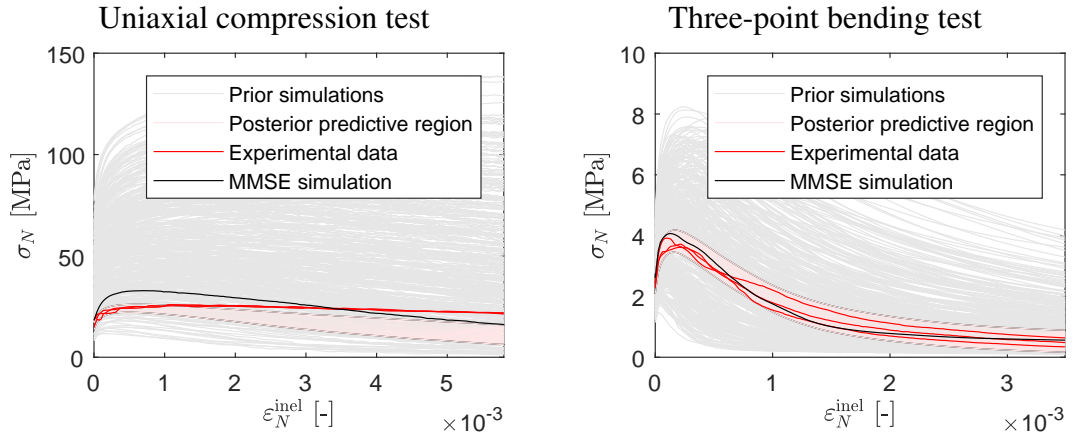 Uniaxial compression test
150
100
50
0
σ_N [MPa]
Prior simulations
Posterior predictive region
Experimental data
MMSE simulation
0 1 2 3 4 5
ε_N^inel [-]
×10^-3
Three-point bending test
10
8
6
4
2
0
σ_N [MPa]
Prior simulations
Posterior predictive region
Experimental data
MMSE simulation
0 1 2 3
ε_N^inel [-]
×10^-3